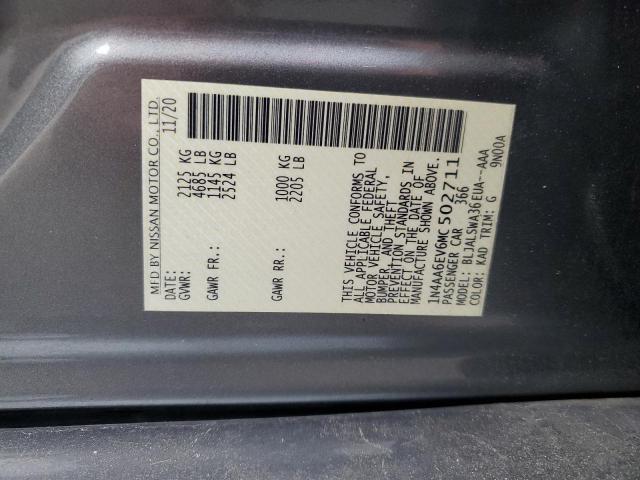 MFD BY NISSAN MOTOR CO., LTD.
DATE: 11/20
GVWR: 2125 KG
4685 LB
GAWR FR.: 1145 KG
2524 LB
GAWR RR.: 1000 KG
2205 LB
THIS VEHICLE CONFORMS TO
ALL APPLICABLE FEDERAL
MOTOR VEHICLE SAFETY,
BUMPER, AND THEFT
PREVENTION STANDARDS IN
EFFECT ON THE DATE OF
MANUFACTURE SHOWN ABOVE.
1N4AA6EV6MC502711
PASSENGER CAR 366
MODEL: BLJALSWA36EUA--AAA
COLOR: KAD TRIM: G 9N00A